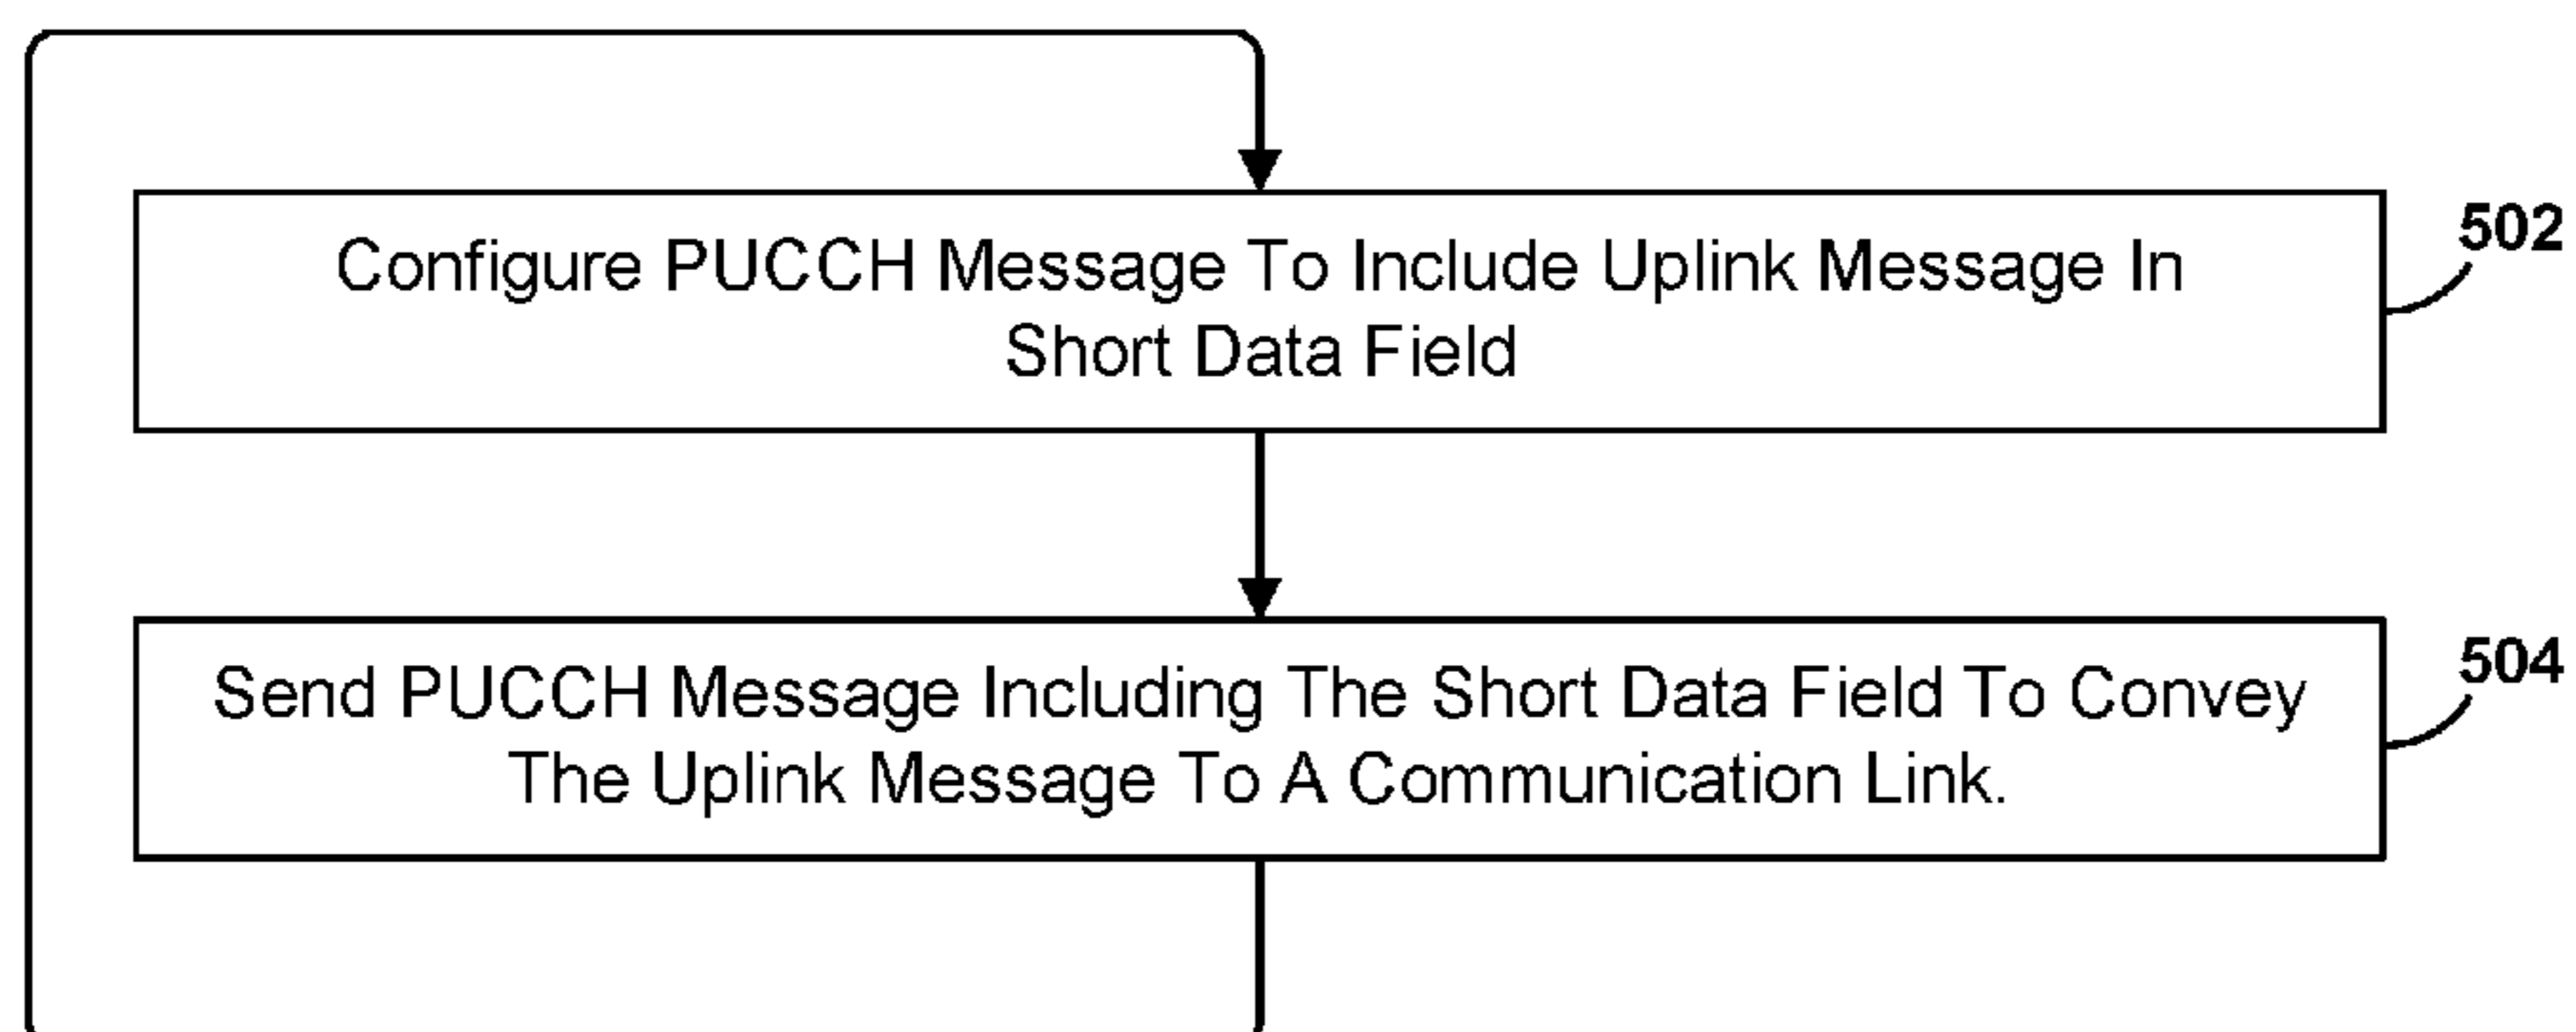 Configure PUCCH Message To Include Uplink Message In
Short Data Field
502
Send PUCCH Message Including The Short Data Field To Convey
The Uplink Message To A Communication Link.
504